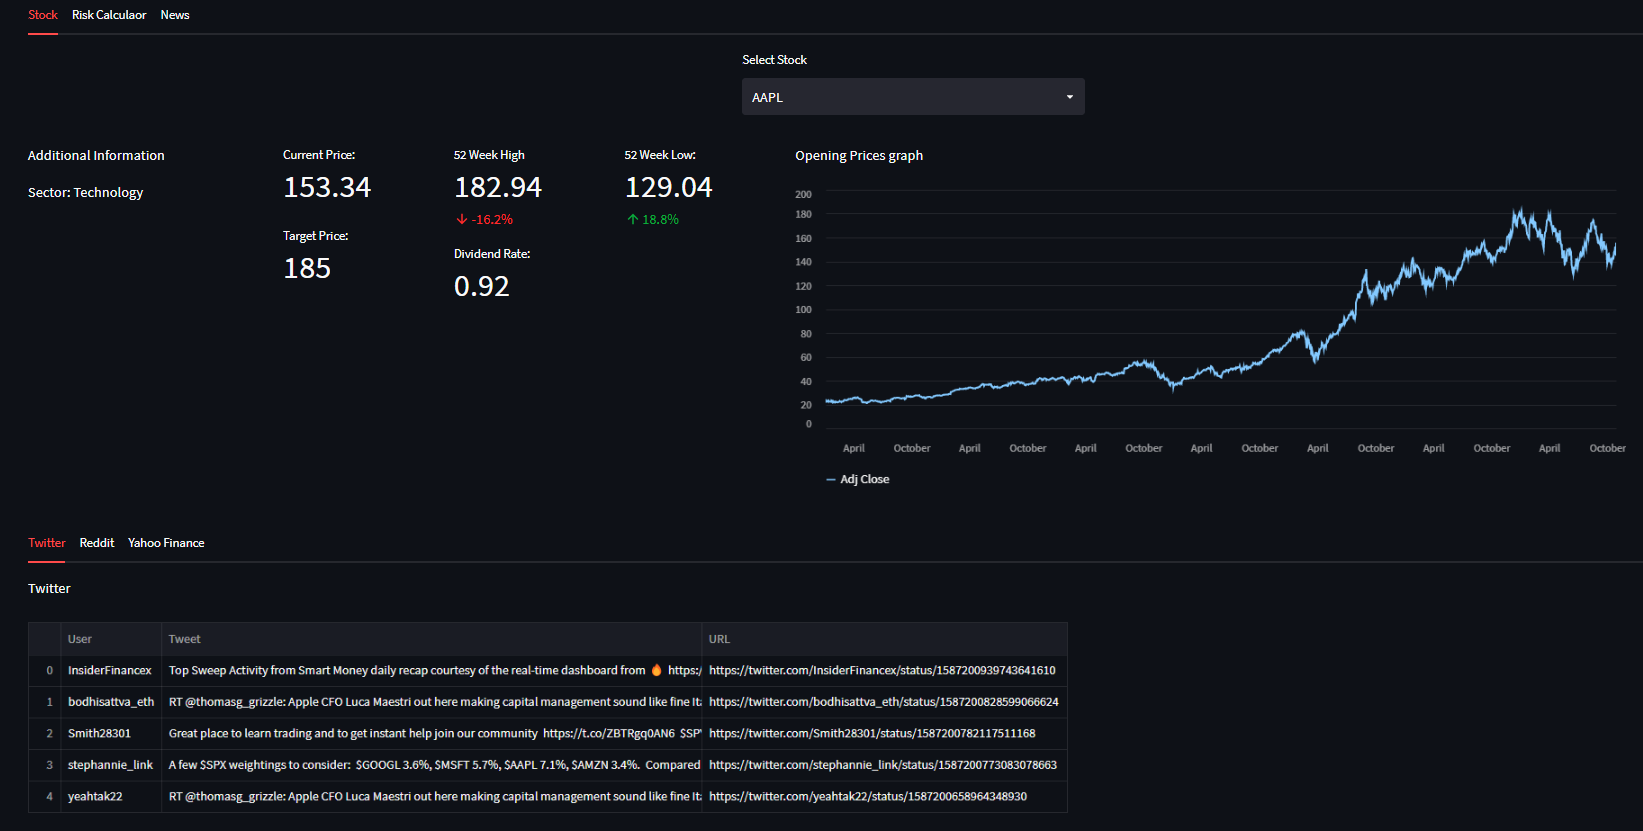 Stock Risk Calculaor News
Select Stock
AAPL
Additional Information
Sector: Technology
Current Price:
153.34
Target Price:
185
52 Week High
182.94
↓ -16.2%
Dividend Rate:
0.92
52 Week Low:
129.04
↑ 18.8%
Opening Prices graph
200
180
160
140
120
100
80
60
40
20
0
April October April October April October April October April October April October April October
Adj Close
Twitter Reddit Yahoo Finance
Twitter
User Tweet URL
0 InsiderFinancex Top Sweep Activity from Smart Money daily recap courtesy of the real-time dashboard from 🔥 https:/ https://twitter.com/InsiderFinancex/status/1587200939743641610
1 bodhisattva_eth RT @thomasg_grizzle: Apple CFO Luca Maestri out here making capital management sound like fine Ita https://twitter.com/bodhisattva_eth/status/1587200828599066624
2 Smith28301 Great place to learn trading and to get instant help join our community https://t.co/ZBTRgq0AN6 $SPY https://twitter.com/Smith28301/status/1587200782117511168
3 stephannie_link A few $SPX weightings to consider: $GOOGL 3.6%, $MSFT 5.7%, $AAPL 7.1%, $AMZN 3.4%. Compared https://twitter.com/stephannie_link/status/1587200773083078663
4 yeahtak22 RT @thomasg_grizzle: Apple CFO Luca Maestri out here making capital management sound like fine Ita https://twitter.com/yeahtak22/status/1587200658964348930